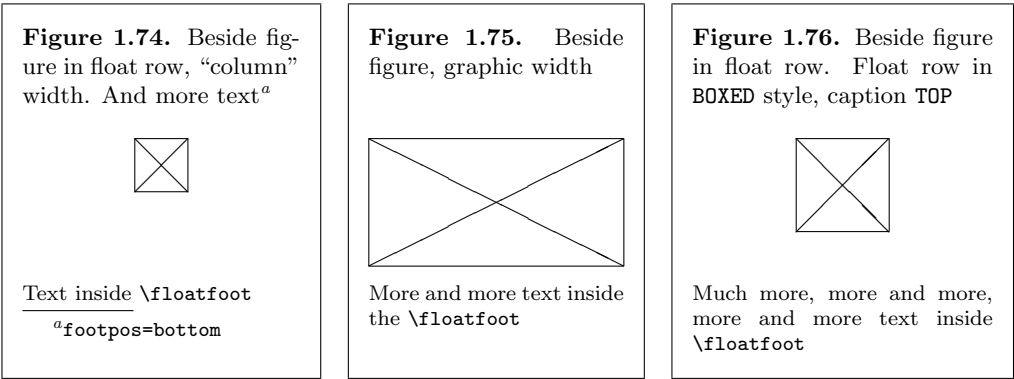 Figure 1.74. Beside fig-
ure in float row, “column”
width. And more text^a
Text inside \floatfoot
^afootpos=bottom
Figure 1.75. Beside
figure, graphic width
More and more text inside
the \floatfoot
Figure 1.76. Beside figure
in float row. Float row in
BOXED style, caption TOP
Much more, more and more,
more and more text inside
\floatfoot